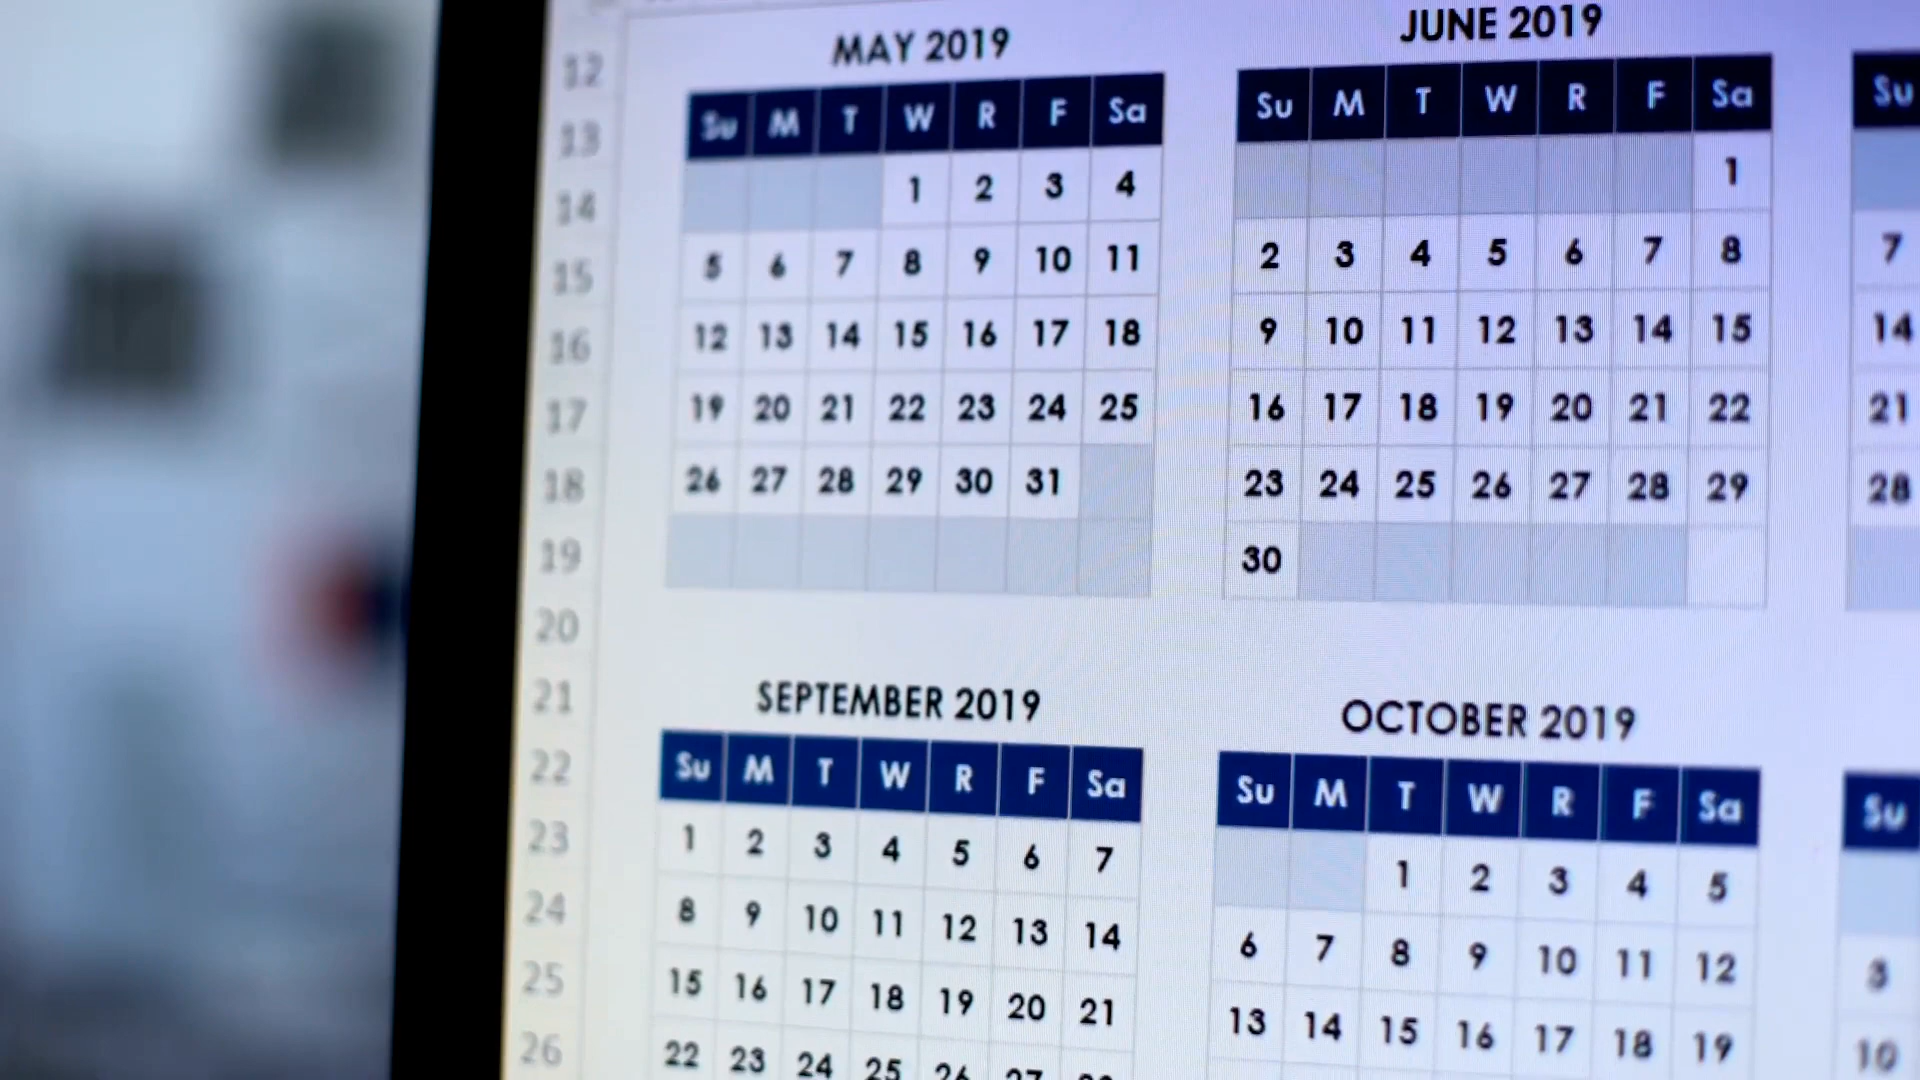 MAY 2019
Su M T W R F Sa
1 2 3 4
5 6 7 8 9 10 11
12 13 14 15 16 17 18
19 20 21 22 23 24 25
26 27 28 29 30 31
JUNE 2019
Su M T W R F Sa
1
2 3 4 5 6 7 8
9 10 11 12 13 14 15
16 17 18 19 20 21 22
23 24 25 26 27 28 29
30
Su
7
14
21
28
SEPTEMBER 2019
Su M T W R F Sa
1 2 3 4 5 6 7
8 9 10 11 12 13 14
15 16 17 18 19 20 21
22 23 24 25 26 27
OCTOBER 2019
Su M T W R F Sa
1 2 3 4 5
6 7 8 9 10 11 12
13 14 15 16 17 18 19
Su
3
10
12
13
14
15
16
17
18
19
20
21
22
23
24
25
26